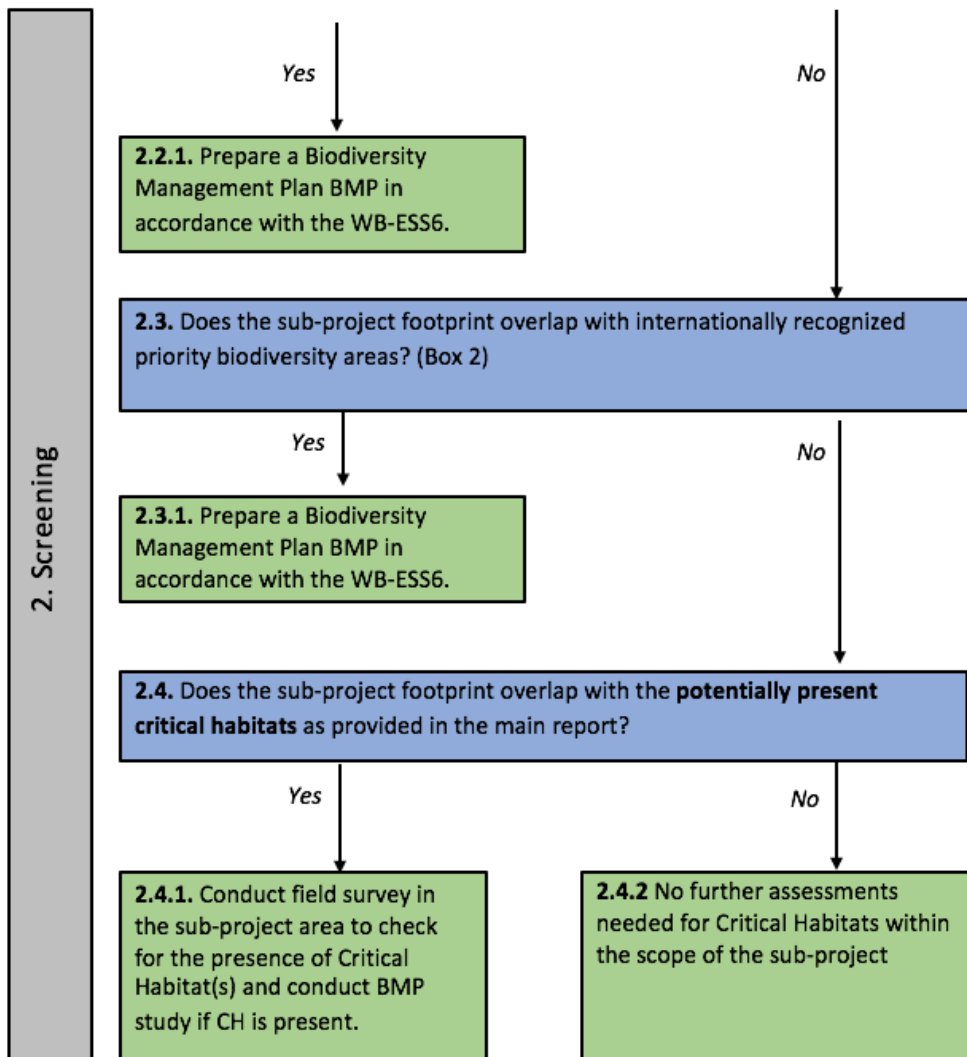 2. Screening
Yes
No
2.2.1. Prepare a Biodiversity
Management Plan BMP in
accordance with the WB-ESS6.
2.3. Does the sub-project footprint overlap with internationally recognized
priority biodiversity areas? (Box 2)
Yes
No
2.3.1. Prepare a Biodiversity
Management Plan BMP in
accordance with the WB-ESS6.
2.4. Does the sub-project footprint overlap with the potentially present
critical habitats as provided in the main report?
Yes
No
2.4.1. Conduct field survey in
the sub-project area to check
for the presence of Critical
Habitat(s) and conduct BMP
study if CH is present.
2.4.2 No further assessments
needed for Critical Habitats within
the scope of the sub-project